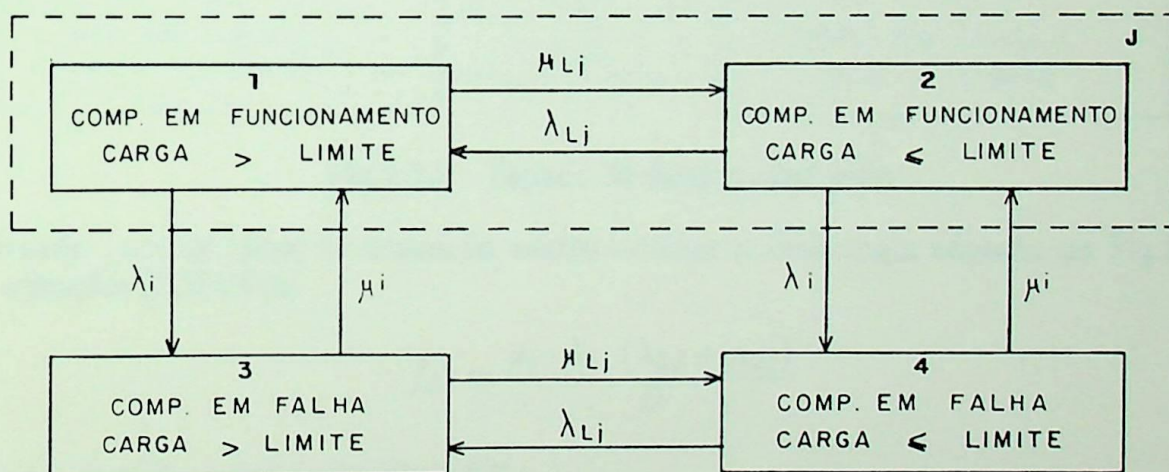 J
1
COMP. EM FUNCIONAMENTO
CARGA > LIMITE
μLj
λLj
2
COMP. EM FUNCIONAMENTO
CARGA ⩽ LIMITE
λi
μi
λi
μi
3
COMP. EM FALHA
CARGA > LIMITE
μLj
λLj
4
COMP. EM FALHA
CARGA ⩽ LIMITE